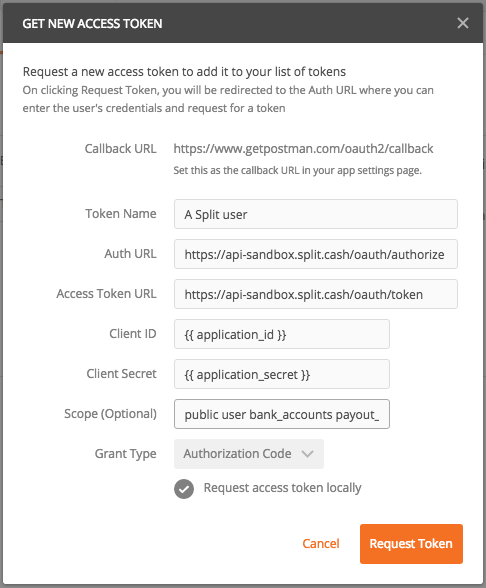 GET NEW ACCESS TOKEN
Request a new access token to add it to your list of tokens
On clicking Request Token, you will be redirected to the Auth URL where you can
enter the user's credentials and request for a token
Callback URL https://www.getpostman.com/oauth2/callback
Set this as the callback URL in your app settings page.
Token Name A Split user
Auth URL https://api-sandbox.split.cash/oauth/authorize
Access Token URL https://api-sandbox.split.cash/oauth/token
Client ID {{ application_id }}
Client Secret {{ application_secret }}
Scope (Optional) public user bank_accounts payout_
Grant Type Authorization Code
Request access token locally
Cancel Request Token